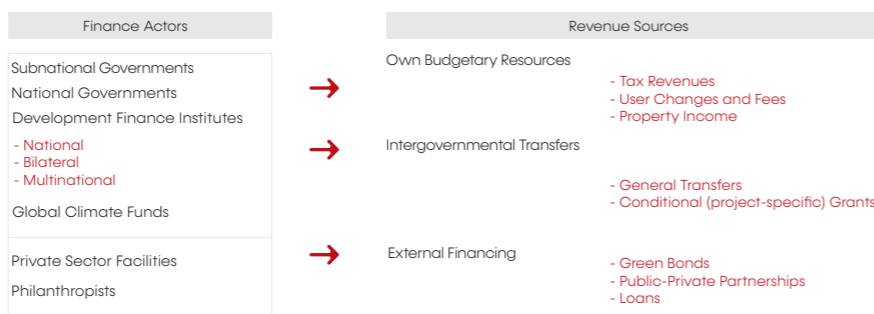 Finance Actors
Revenue Sources
Subnational Governments
National Governments
Development Finance Institutes
- National
- Bilateral
- Multinational
Global Climate Funds
Private Sector Facilities
Philanthropists
Own Budgetary Resources
- Tax Revenues
- User Changes and Fees
- Property Income
Intergovernmental Transfers
- General Transfers
- Conditional (project-specific) Grants
External Financing
- Green Bonds
- Public-Private Partnerships
- Loans